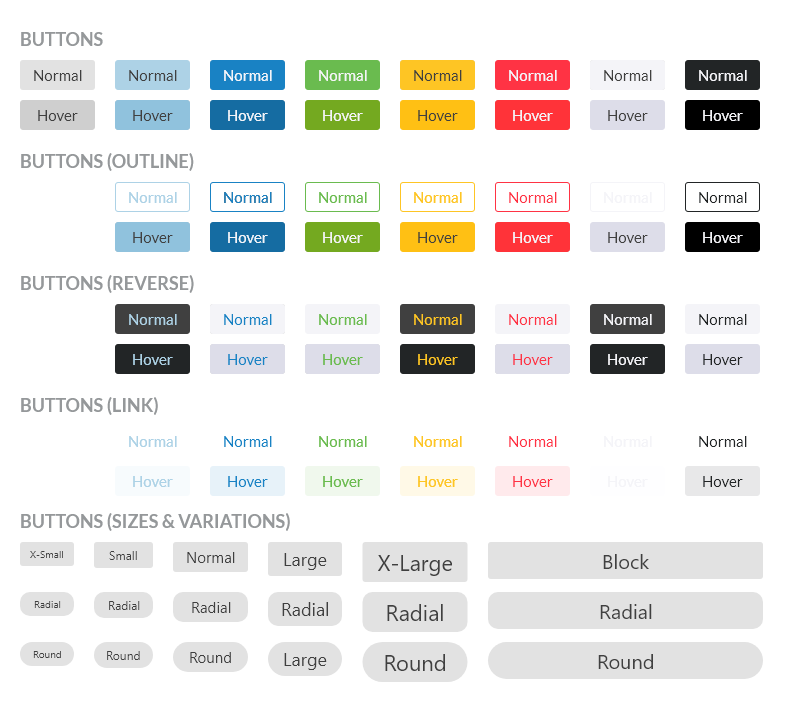 BUTTONS
Normal Normal Normal Normal Normal Normal Normal Normal
Hover Hover Hover Hover Hover Hover Hover Hover
BUTTONS (OUTLINE)
Normal Normal Normal Normal Normal Normal Normal
Hover Hover Hover Hover Hover Hover Hover
BUTTONS (REVERSE)
Normal Normal Normal Normal Normal Normal Normal
Hover Hover Hover Hover Hover Hover Hover
BUTTONS (LINK)
Normal Normal Normal Normal Normal Normal Normal
Hover Hover Hover Hover Hover Hover Hover
BUTTONS (SIZES & VARIATIONS)
X-Small Small Normal Large X-Large Block
Radial Radial Radial Radial Radial Radial
Round Round Round Large Round Round